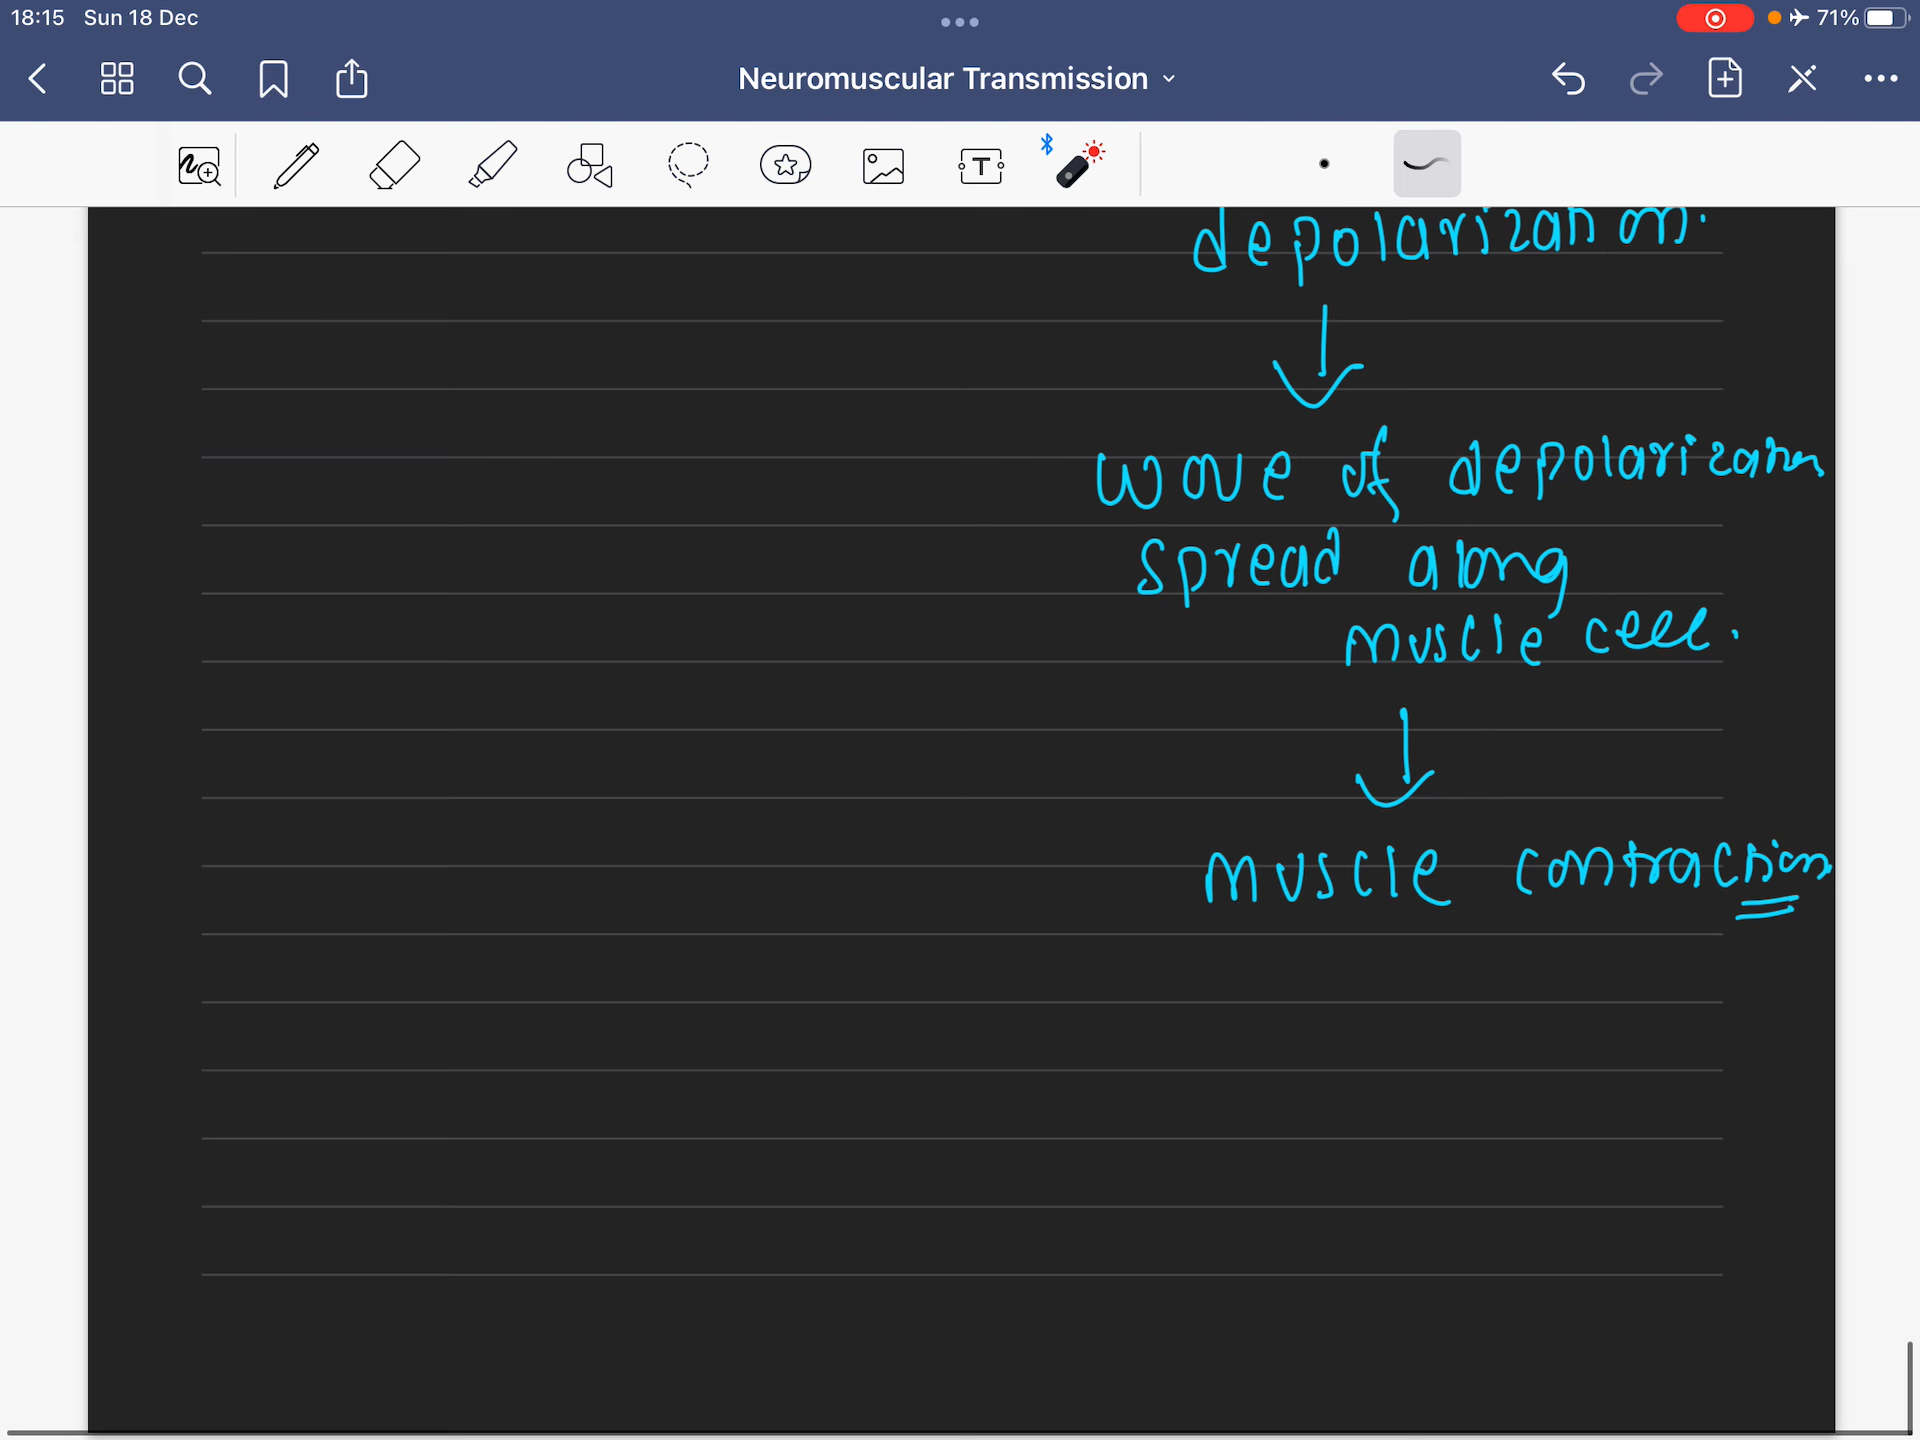 18:15 Sun 18 Dec
71%
Neuromuscular Transmission
T
depolarization.
wave of depolarization
spread along
muscle cell.
muscle contraction